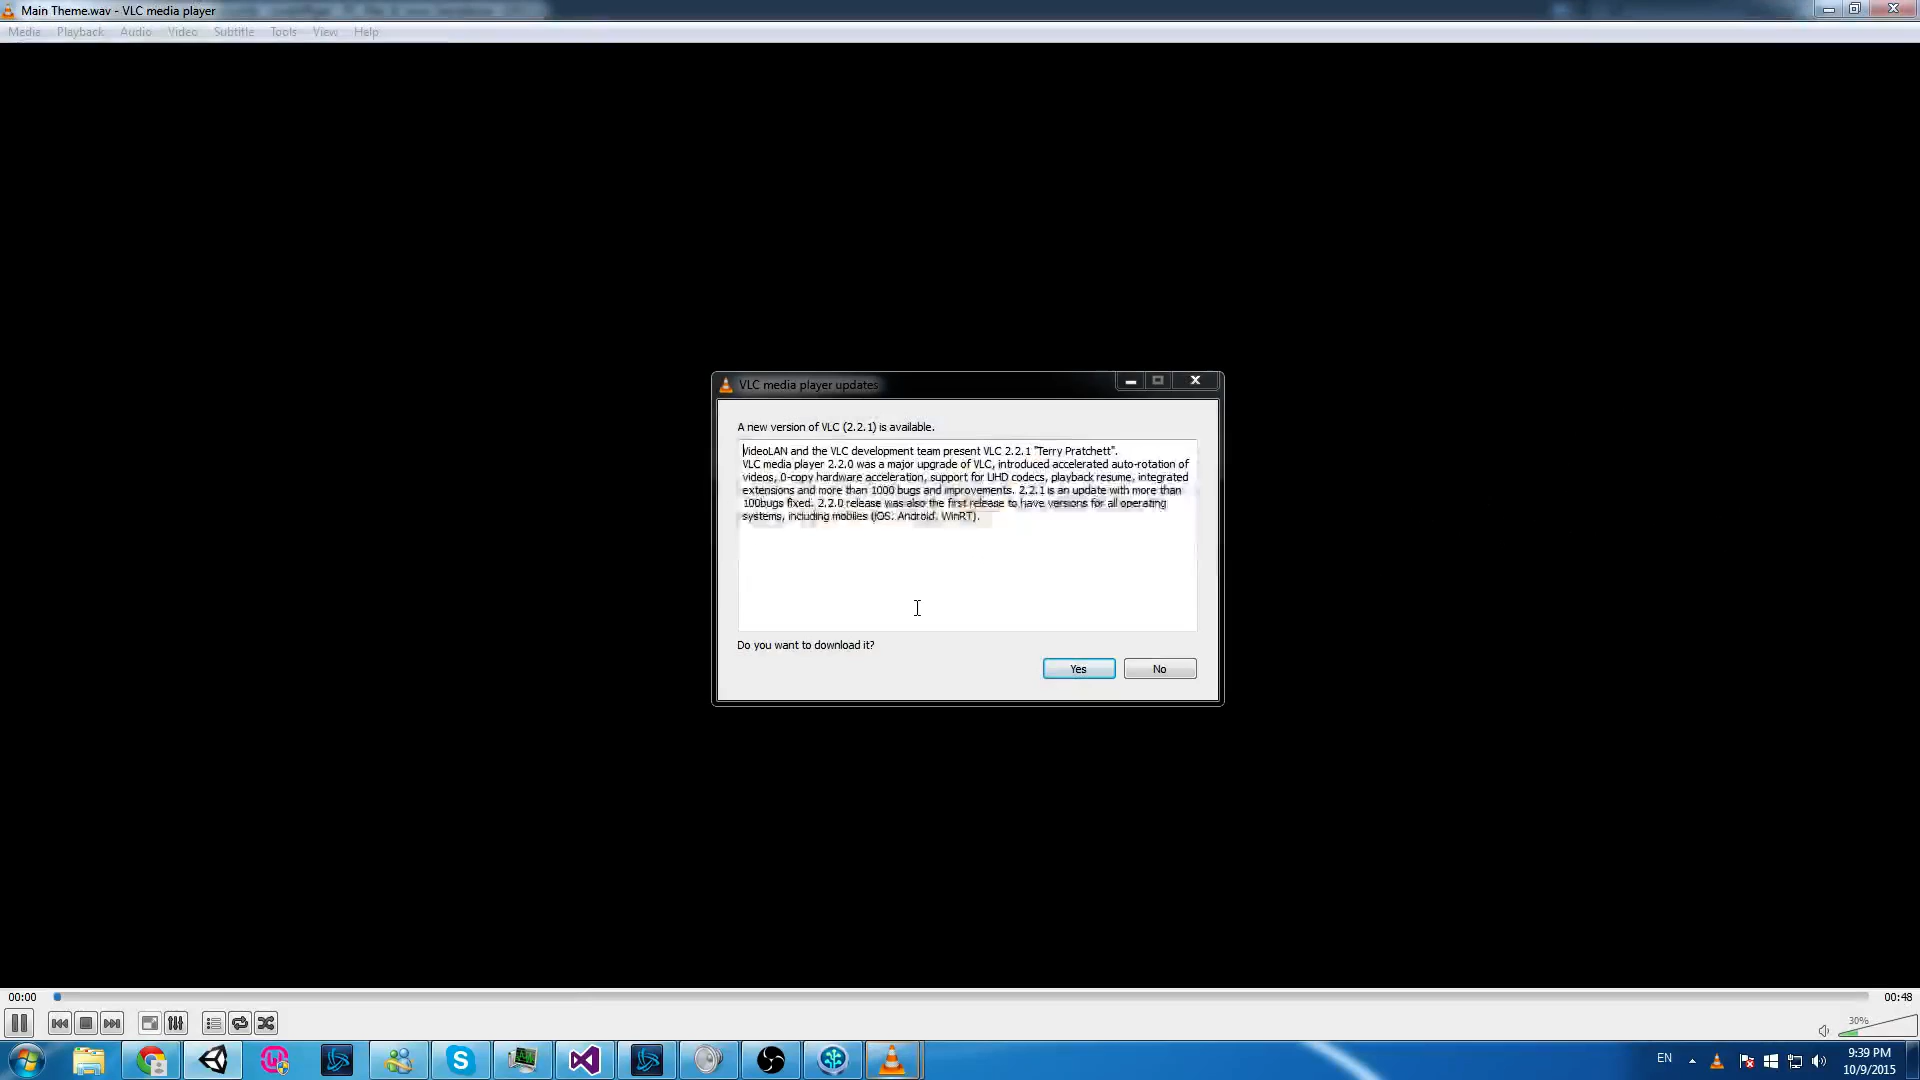 Main Theme.wav - VLC media player
Media Playback Audio Video Subtitle Tools View Help
VLC media player updates
A new version of VLC (2.2.1) is available.
VideoLAN and the VLC development team present VLC 2.2.1 "Terry Pratchett".
VLC media player 2.2.0 was a major upgrade of VLC, introduced accelerated auto-rotation of
videos, 0-copy hardware acceleration, support for UHD codecs, playback resume, integrated
extensions and more than 1000 bugs and improvements. 2.2.1 is an update with more than
100bugs fixed. 2.2.0 release was also the first release to have versions for all operating
systems, including mobiles (iOS, Android, WinRT).
Do you want to download it?
Yes No
00:00 00:48
30%
EN 9:39 PM
10/9/2015